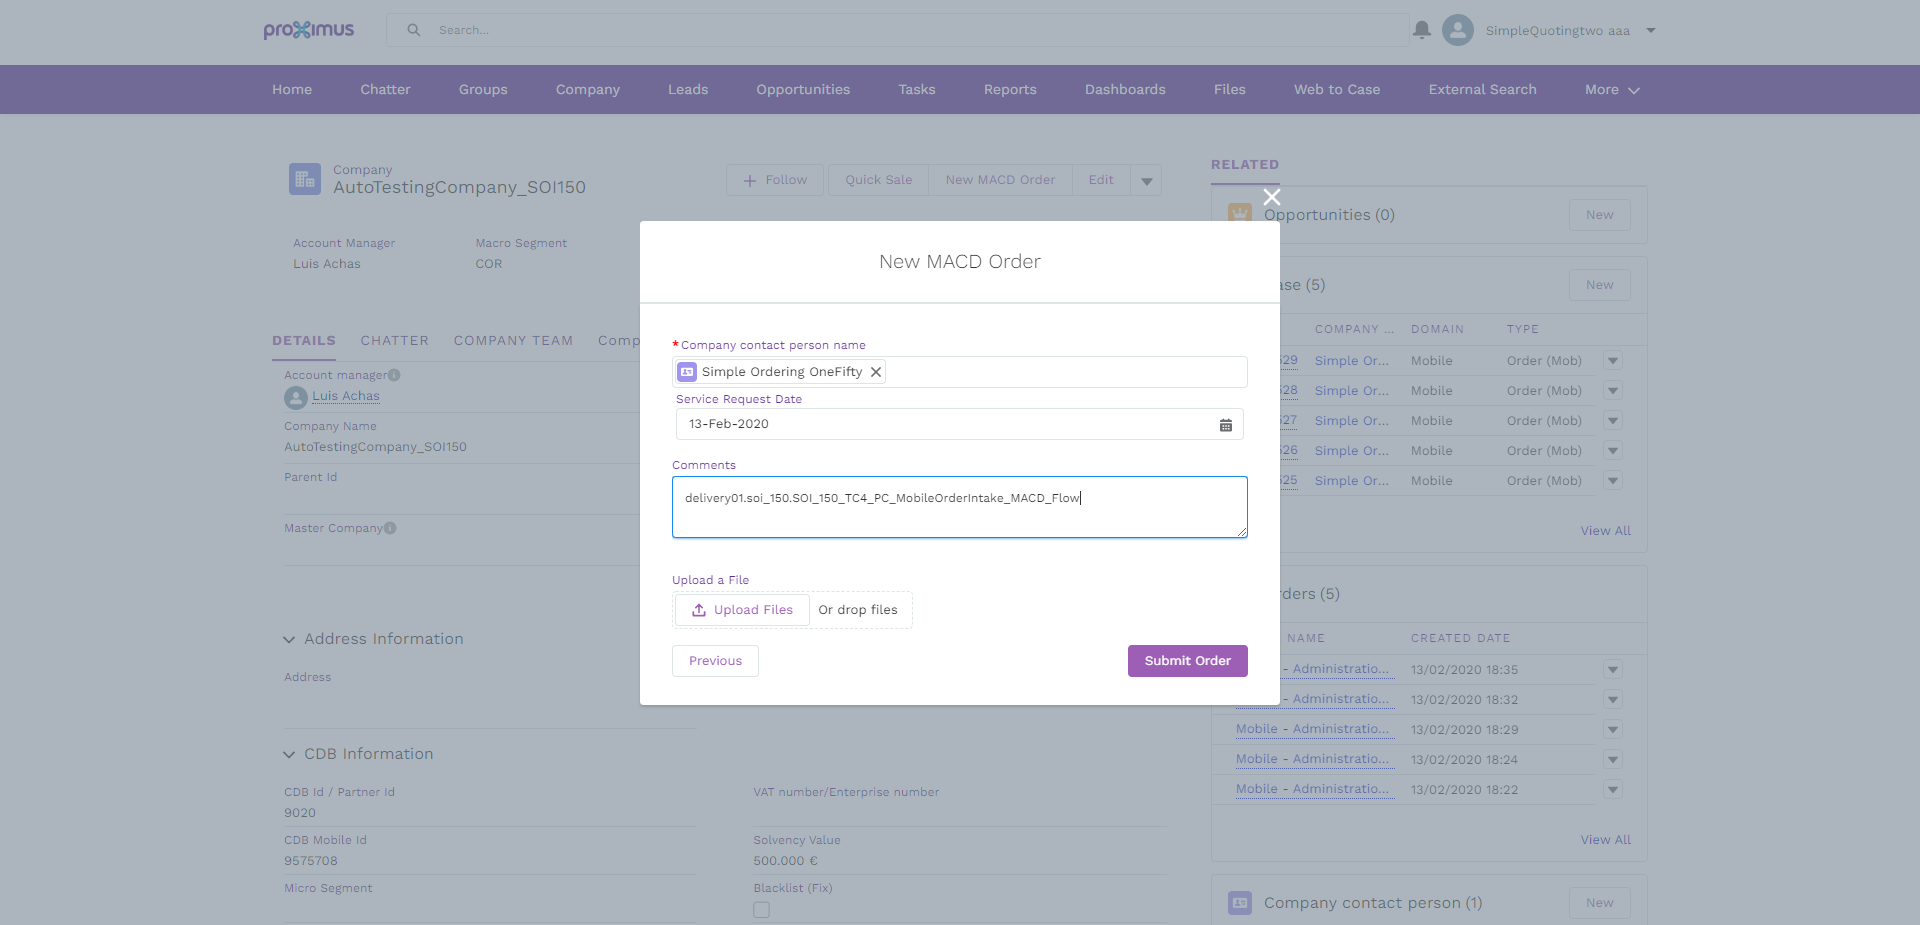 proximus
Search...
SimpleQuotingtwo aaa
Home Chatter Groups Company Leads Opportunities Tasks Reports Dashboards Files Web to Case External Search More
Company
AutoTestingCompany_SOI150
Follow Quick Sale New MACD Order Edit
Account Manager Macro Segment
Luis Achas COR
DETAILS CHATTER COMPANY TEAM Comp
Account manager
Luis Achas
Company Name
AutoTestingCompany_SOI150
Parent Id
Master Company
Address Information
Address
CDB Information
CDB Id / Partner Id VAT number/Enterprise number
9020
CDB Mobile Id Solvency Value
9575708 500.000 €
Micro Segment Blacklist (Fix)
New MACD Order
*Company contact person name
Simple Ordering OneFifty
Service Request Date
13-Feb-2020
Comments
delivery01.soi_150.SOI_150_TC4_PC_MobileOrderIntake_MACD_Flow
Upload a File
Upload Files Or drop files
Previous Submit Order
RELATED
Opportunities (0) New
ase (5) New
COMPANY ... DOMAIN TYPE
529 Simple Or... Mobile Order (Mob)
528 Simple Or... Mobile Order (Mob)
527 Simple Or... Mobile Order (Mob)
526 Simple Or... Mobile Order (Mob)
525 Simple Or... Mobile Order (Mob)
View All
rders (5)
NAME CREATED DATE
- Administratio... 13/02/2020 18:35
- Administratio... 13/02/2020 18:32
Mobile - Administratio... 13/02/2020 18:29
Mobile - Administratio... 13/02/2020 18:24
Mobile - Administratio... 13/02/2020 18:22
View All
Company contact person (1) New